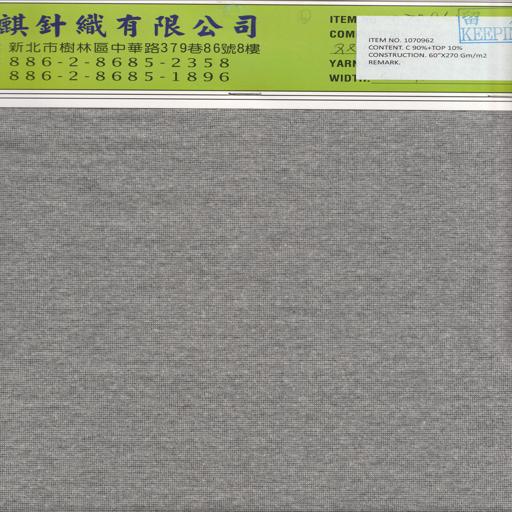 麒針織有限公司
新北市樹林區中華路379巷86號8樓
886-2-8685-2358
886-2-8685-1896
ITEM
COM
YARN
WIDTH
留
KEEPIN
ITEM NO. 1070962
CONTENT. C 90%+TOP 10%
CONSTRUCTION. 60"X270 Gm/m2
REMARK.